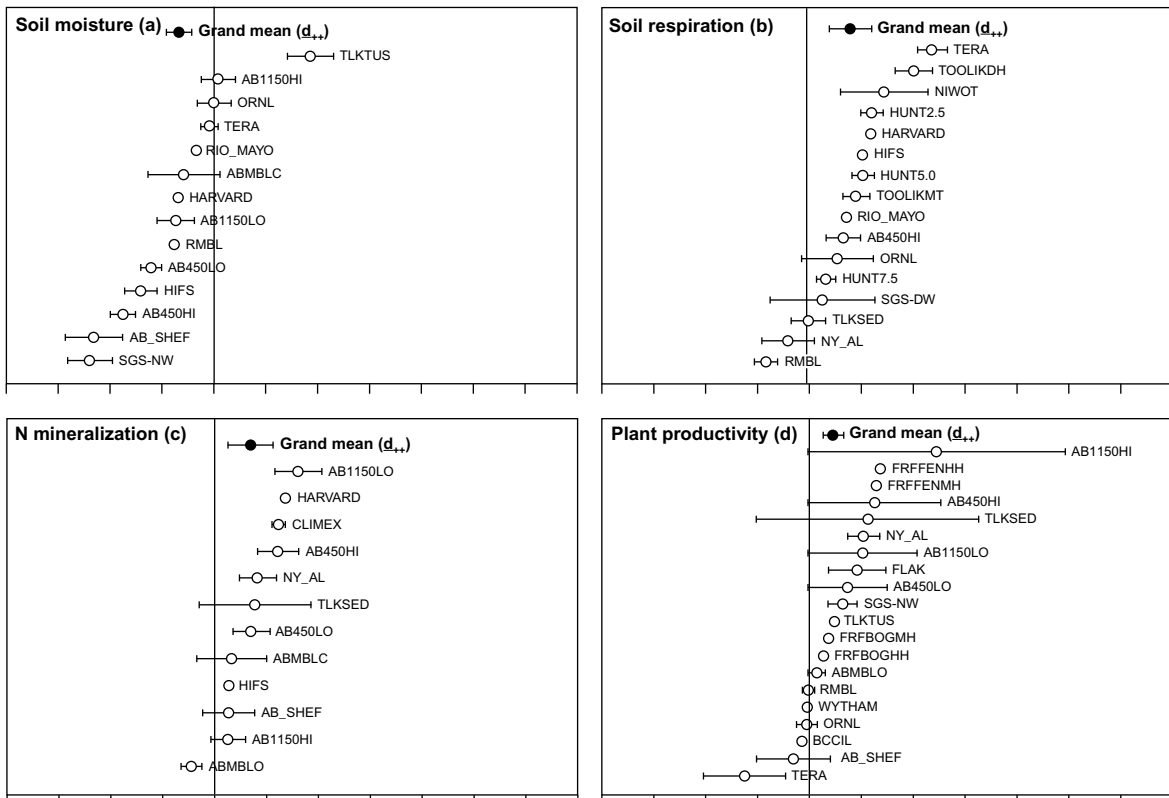 Soil moisture (a)
Grand mean (d++)
TLKTUS
AB1150HI
ORNL
TERA
RIO_MAYO
ABMBLC
HARVARD
AB1150LO
RMBL
AB450LO
HIFS
AB450HI
AB_SHEF
SGS-NW
Soil respiration (b)
Grand mean (d++)
TERA
TOOLIKDH
NIWOT
HUNT2.5
HARVARD
HIFS
HUNT5.0
TOOLIKMT
RIO_MAYO
AB450HI
ORNL
HUNT7.5
SGS-DW
TLKSED
NY_AL
RMBL
N mineralization (c)
Grand mean (d++)
AB1150LO
HARVARD
CLIMEX
AB450HI
NY_AL
TLKSED
AB450LO
ABMBLC
HIFS
AB_SHEF
AB1150HI
ABMBLO
Plant productivity (d)
Grand mean (d++)
AB1150HI
FRFFENHH
FRFFENMH
AB450HI
TLKSED
NY_AL
AB1150LO
FLAK
AB450LO
SGS-NW
TLKTUS
FRFBOGMH
FRFBOGHH
ABMBLO
RMBL
WYTHAM
ORNL
BCCIL
AB_SHEF
TERA